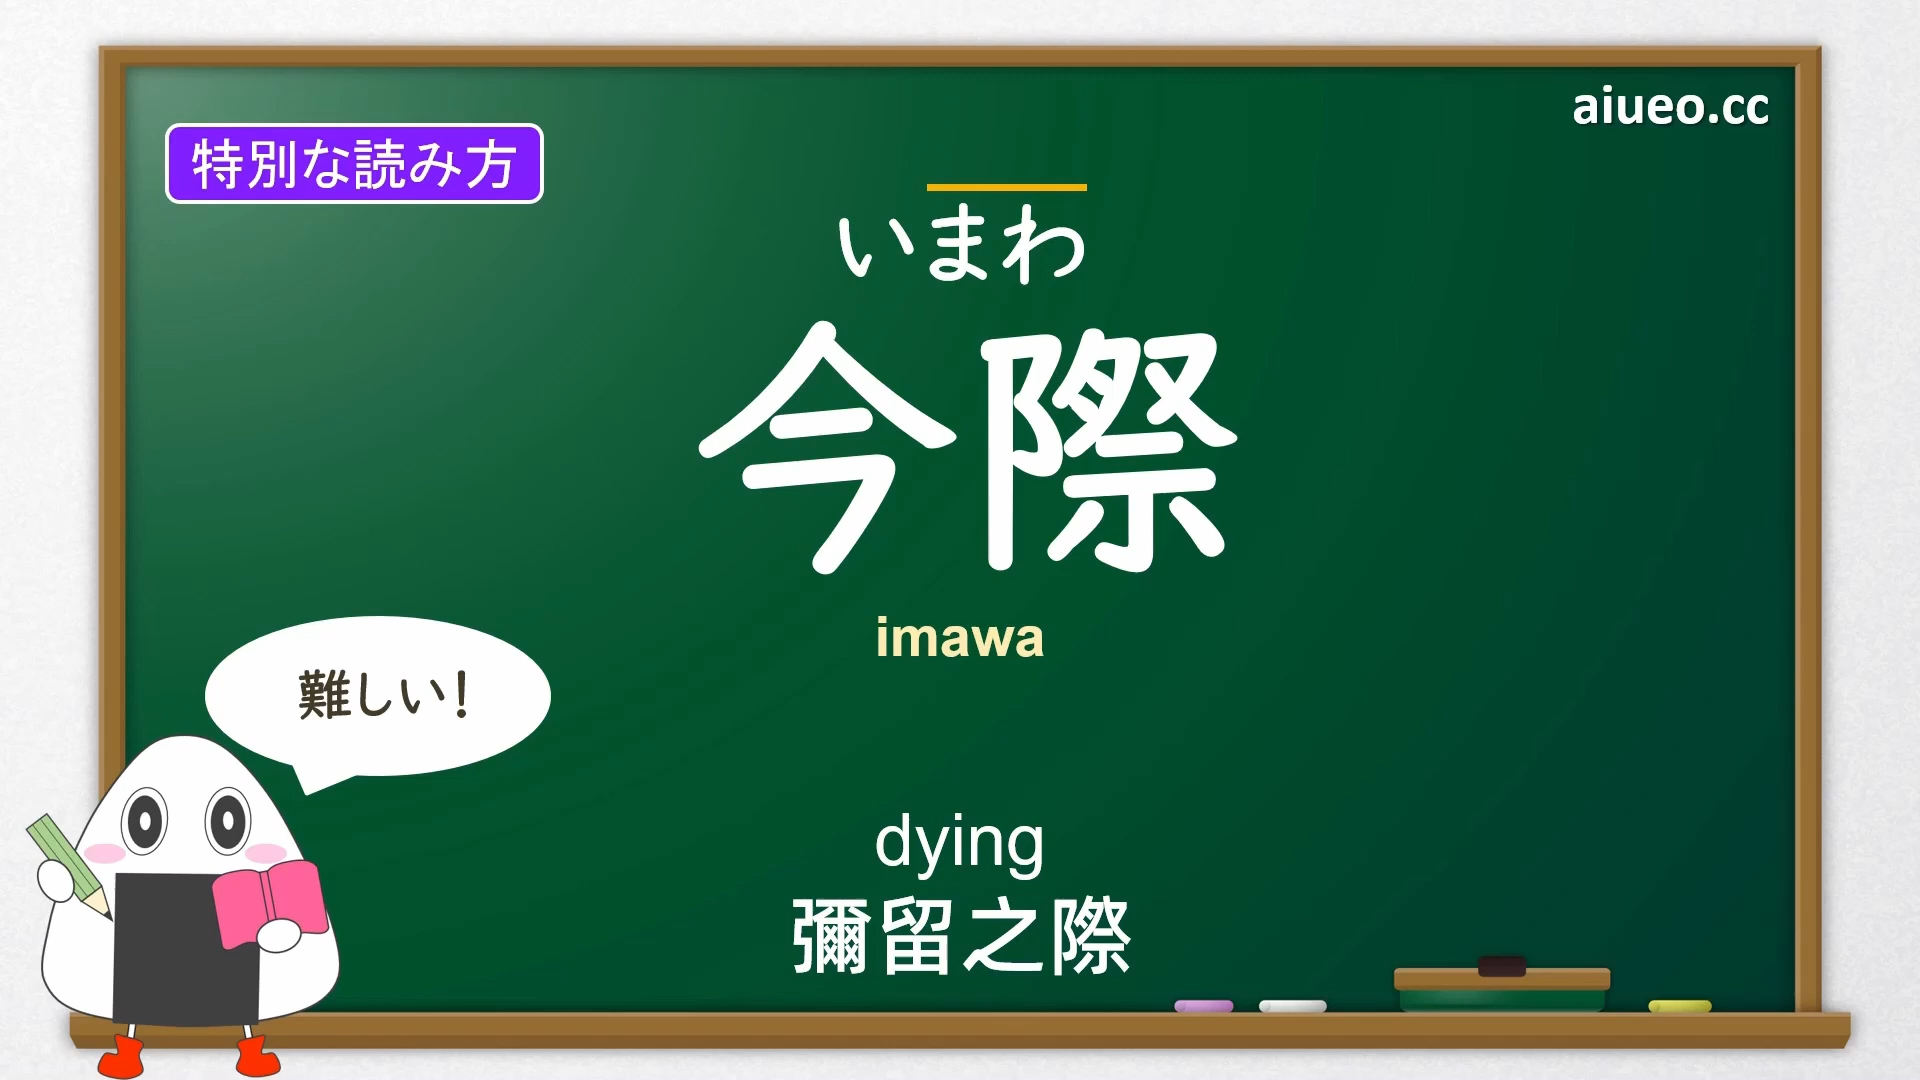 aiueo.cc
特別な読み方
いまわ
今際
imawa
難しい!
dying
彌留之際